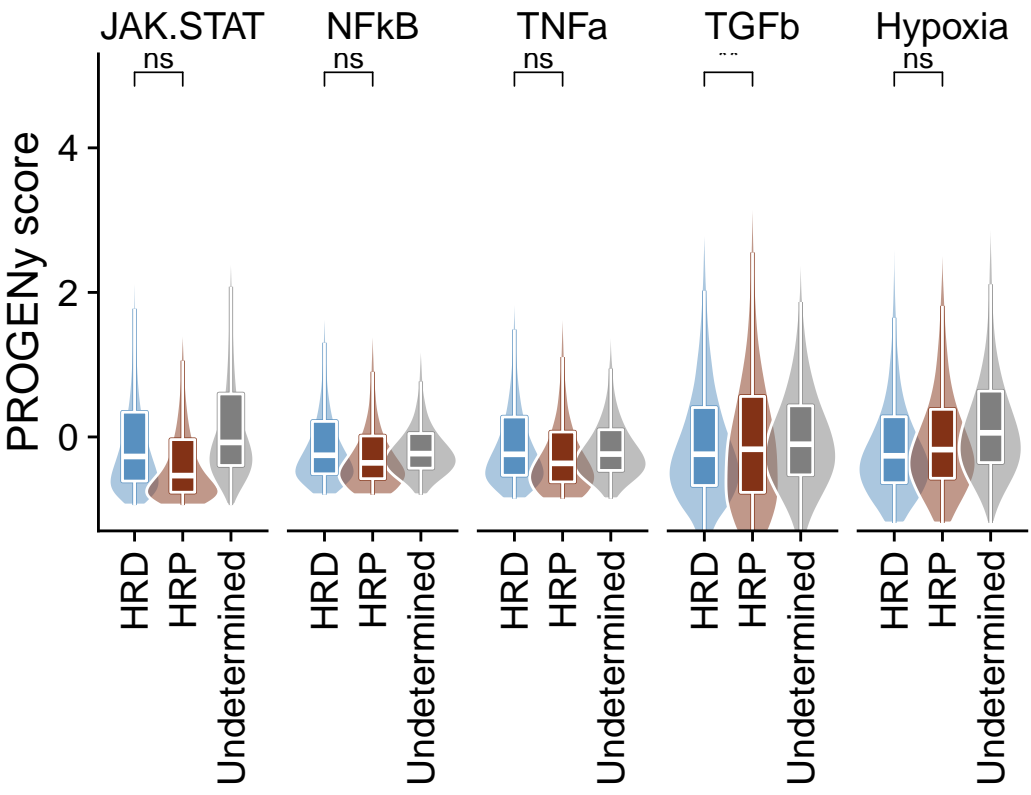 JAK.STAT NFkB TNFa TGFb Hypoxia
ns ns ns ** ns
PROGENy score
4
2
0
HRD HRP Undetermined HRD HRP Undetermined HRD HRP Undetermined HRD HRP Undetermined HRD HRP Undetermined